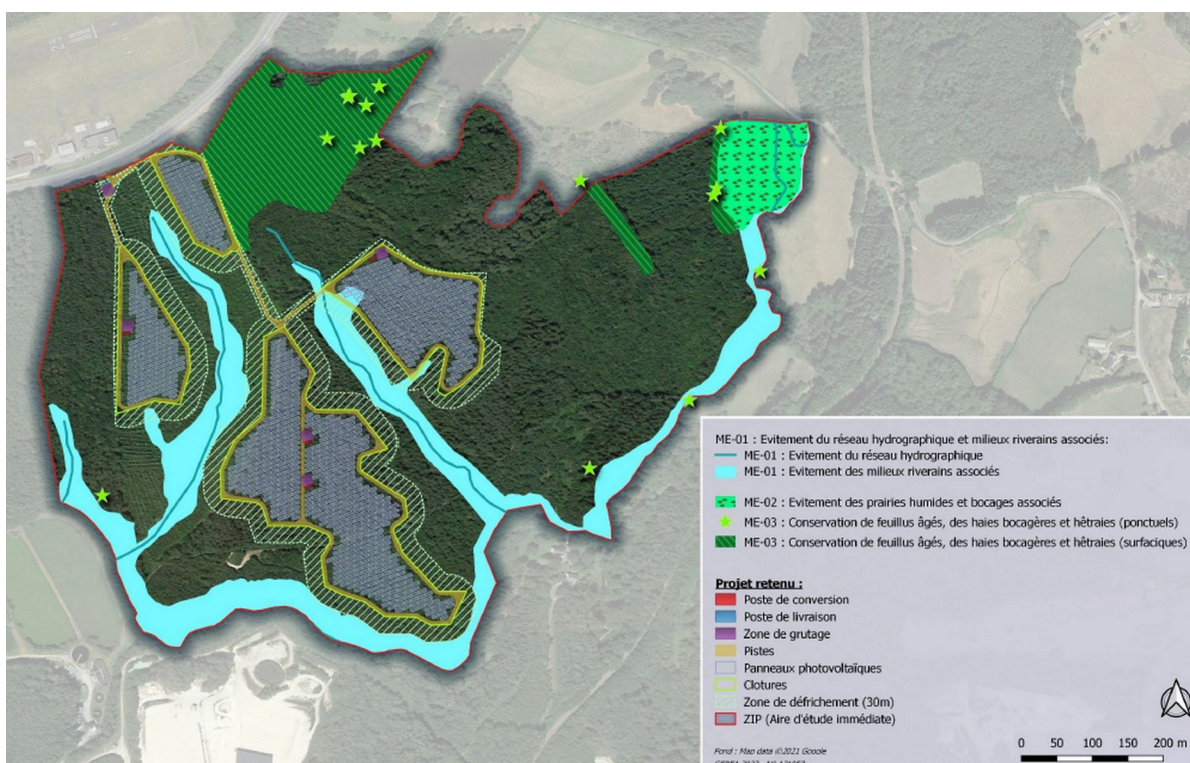 ME-01 : Evitement du réseau hydrographique et milieux riverains associés:
ME-01 : Evitement du réseau hydrographique
ME-01 : Evitement des milieux riverains associés
ME-02 : Evitement des prairies humides et bocages associés
ME-03 : Conservation de feuillus âgés, des haies bocagères et hêtraies (ponctuels)
ME-03 : Conservation de feuillus âgés, des haies bocagères et hêtraies (surfaciques)
Projet retenu :
Poste de conversion
Poste de livraison
Zone de grutage
Pistes
Panneaux photovoltaïques
Clotures
Zone de défrichement (30m)
ZIP (Aire d'étude immédiate)
Fond : Map data ©2021 Google
0 50 100 150 200 m